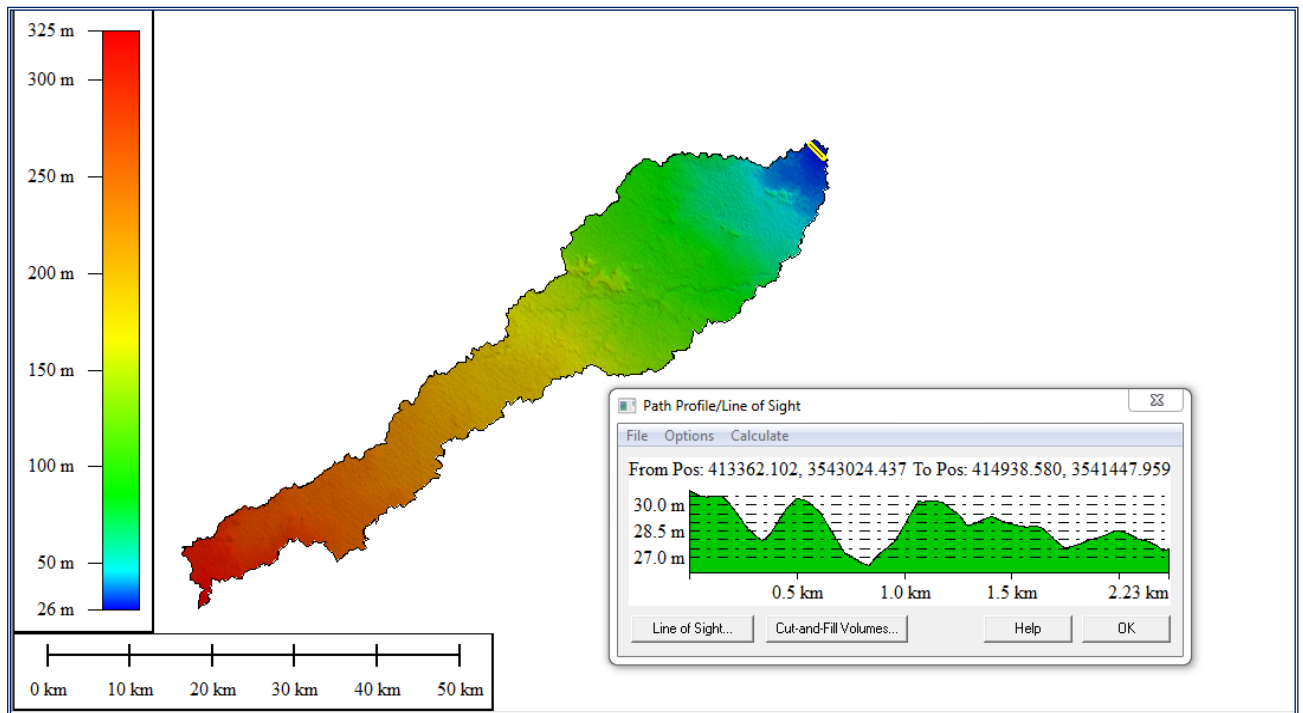 325 m
300 m
250 m
200 m
150 m
100 m
50 m
26 m
0 km 10 km 20 km 30 km 40 km 50 km
Path Profile/Line of Sight
File Options Calculate
From Pos: 413362.102, 3543024.437 To Pos: 414938.580, 3541447.959
30.0 m
28.5 m
27.0 m
0.5 km 1.0 km 1.5 km 2.23 km
Line of Sight... Cut-and-Fill Volumes... Help OK